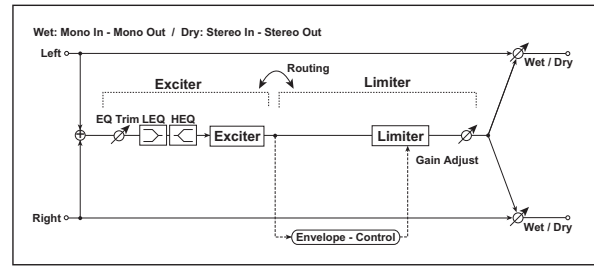 Wet: Mono In - Mono Out / Dry: Stereo In - Stereo Out
Left
Wet / Dry
Routing
Exciter
Limiter
EQ Trim LEQ HEQ
Exciter
Limiter
Gain Adjust
Right
Wet / Dry
Envelope - Control